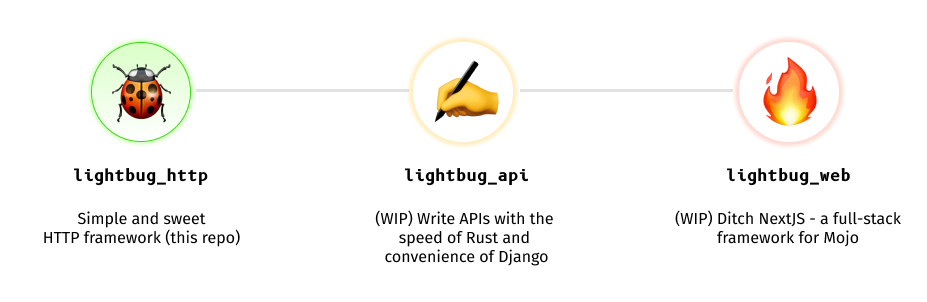 lightbug_http
Simple and sweet
HTTP framework (this repo)
lightbug_api
(WIP) Write APIs with the
speed of Rust and
convenience of Django
lightbug_web
(WIP) Ditch NextJS - a full-stack
framework for Mojo